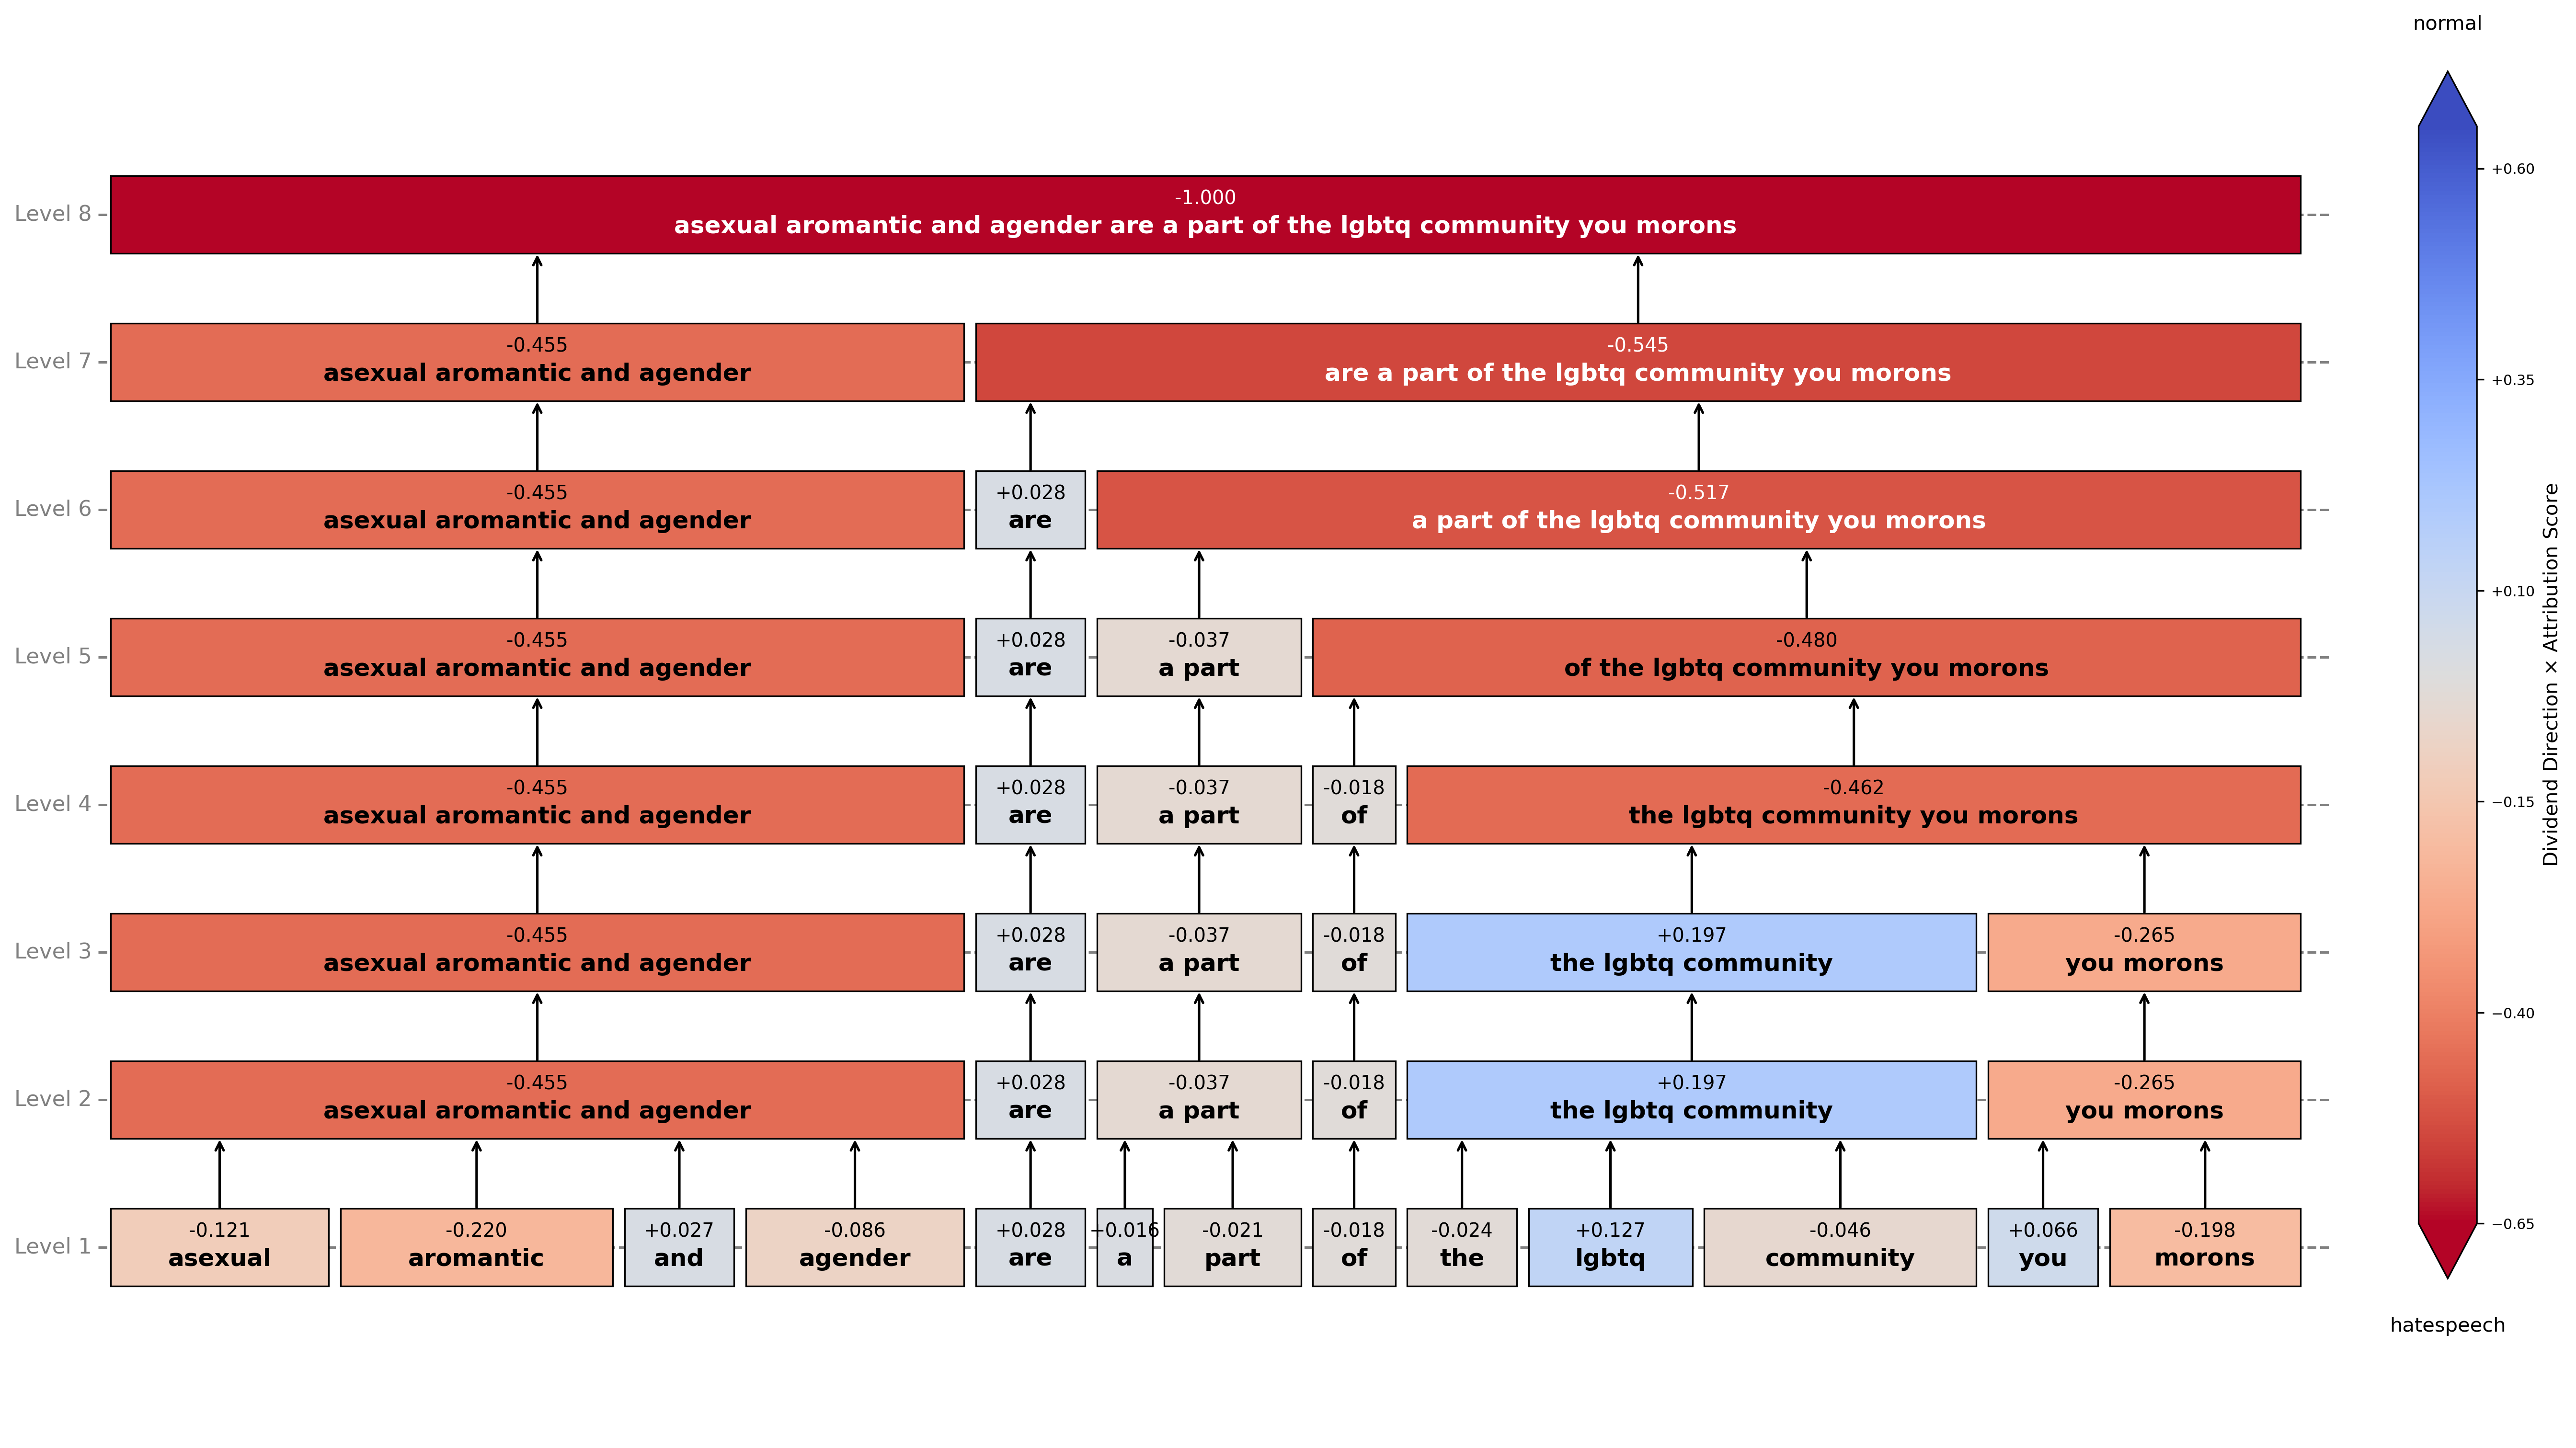 normal
Level 8
-1.000
asexual aromantic and agender are a part of the lgbtq community you morons
Level 7
-0.455
asexual aromantic and agender
-0.545
are a part of the lgbtq community you morons
Level 6
-0.455
asexual aromantic and agender
+0.028
are
-0.517
a part of the lgbtq community you morons
Level 5
-0.455
asexual aromantic and agender
+0.028
are
-0.037
a part
-0.480
of the lgbtq community you morons
Level 4
-0.455
asexual aromantic and agender
+0.028
are
-0.037
a part
-0.018
of
-0.462
the lgbtq community you morons
Level 3
-0.455
asexual aromantic and agender
+0.028
are
-0.037
a part
-0.018
of
+0.197
the lgbtq community
-0.265
you morons
Level 2
-0.455
asexual aromantic and agender
+0.028
are
-0.037
a part
-0.018
of
+0.197
the lgbtq community
-0.265
you morons
Level 1
-0.121
asexual
-0.220
aromantic
+0.027
and
-0.086
agender
+0.028
are
+0.016
a
-0.021
part
-0.018
of
-0.024
the
+0.127
lgbtq
-0.046
community
+0.066
you
-0.198
morons
+0.60
+0.35
+0.10
−0.15
−0.40
−0.65
Dividend Direction × Attribution Score
hatespeech